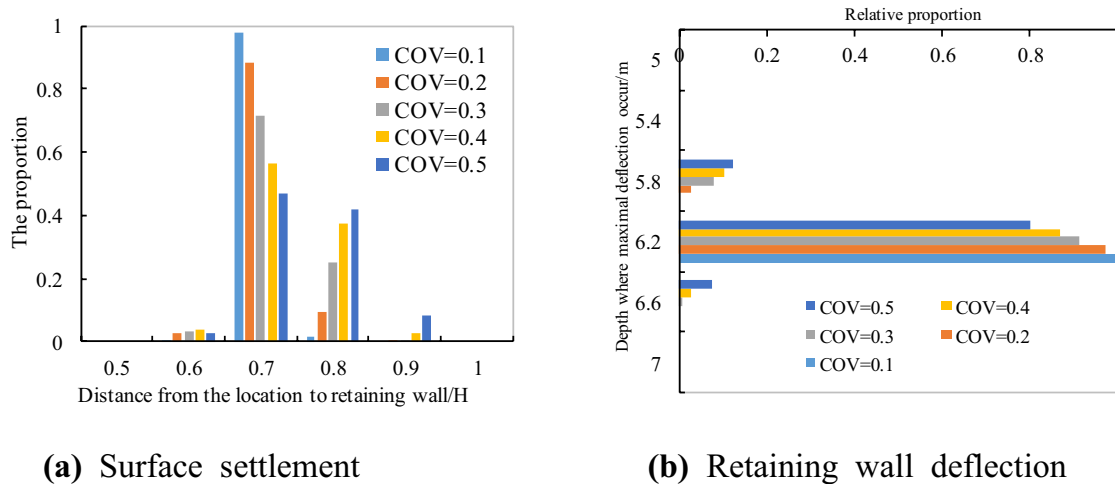 1
0.8
0.6
0.4
0.2
0
The proportion
COV=0.1
COV=0.2
COV=0.3
COV=0.4
COV=0.5
0.5 0.6 0.7 0.8 0.9 1
Distance from the location to retaining wall/H
(a) Surface settlement
Relative proportion
0 0.2 0.4 0.6 0.8
Depth where maximal deflection occur/m
5
5.4
5.8
6.2
6.6
7
COV=0.5 COV=0.4
COV=0.3 COV=0.2
COV=0.1
(b) Retaining wall deflection